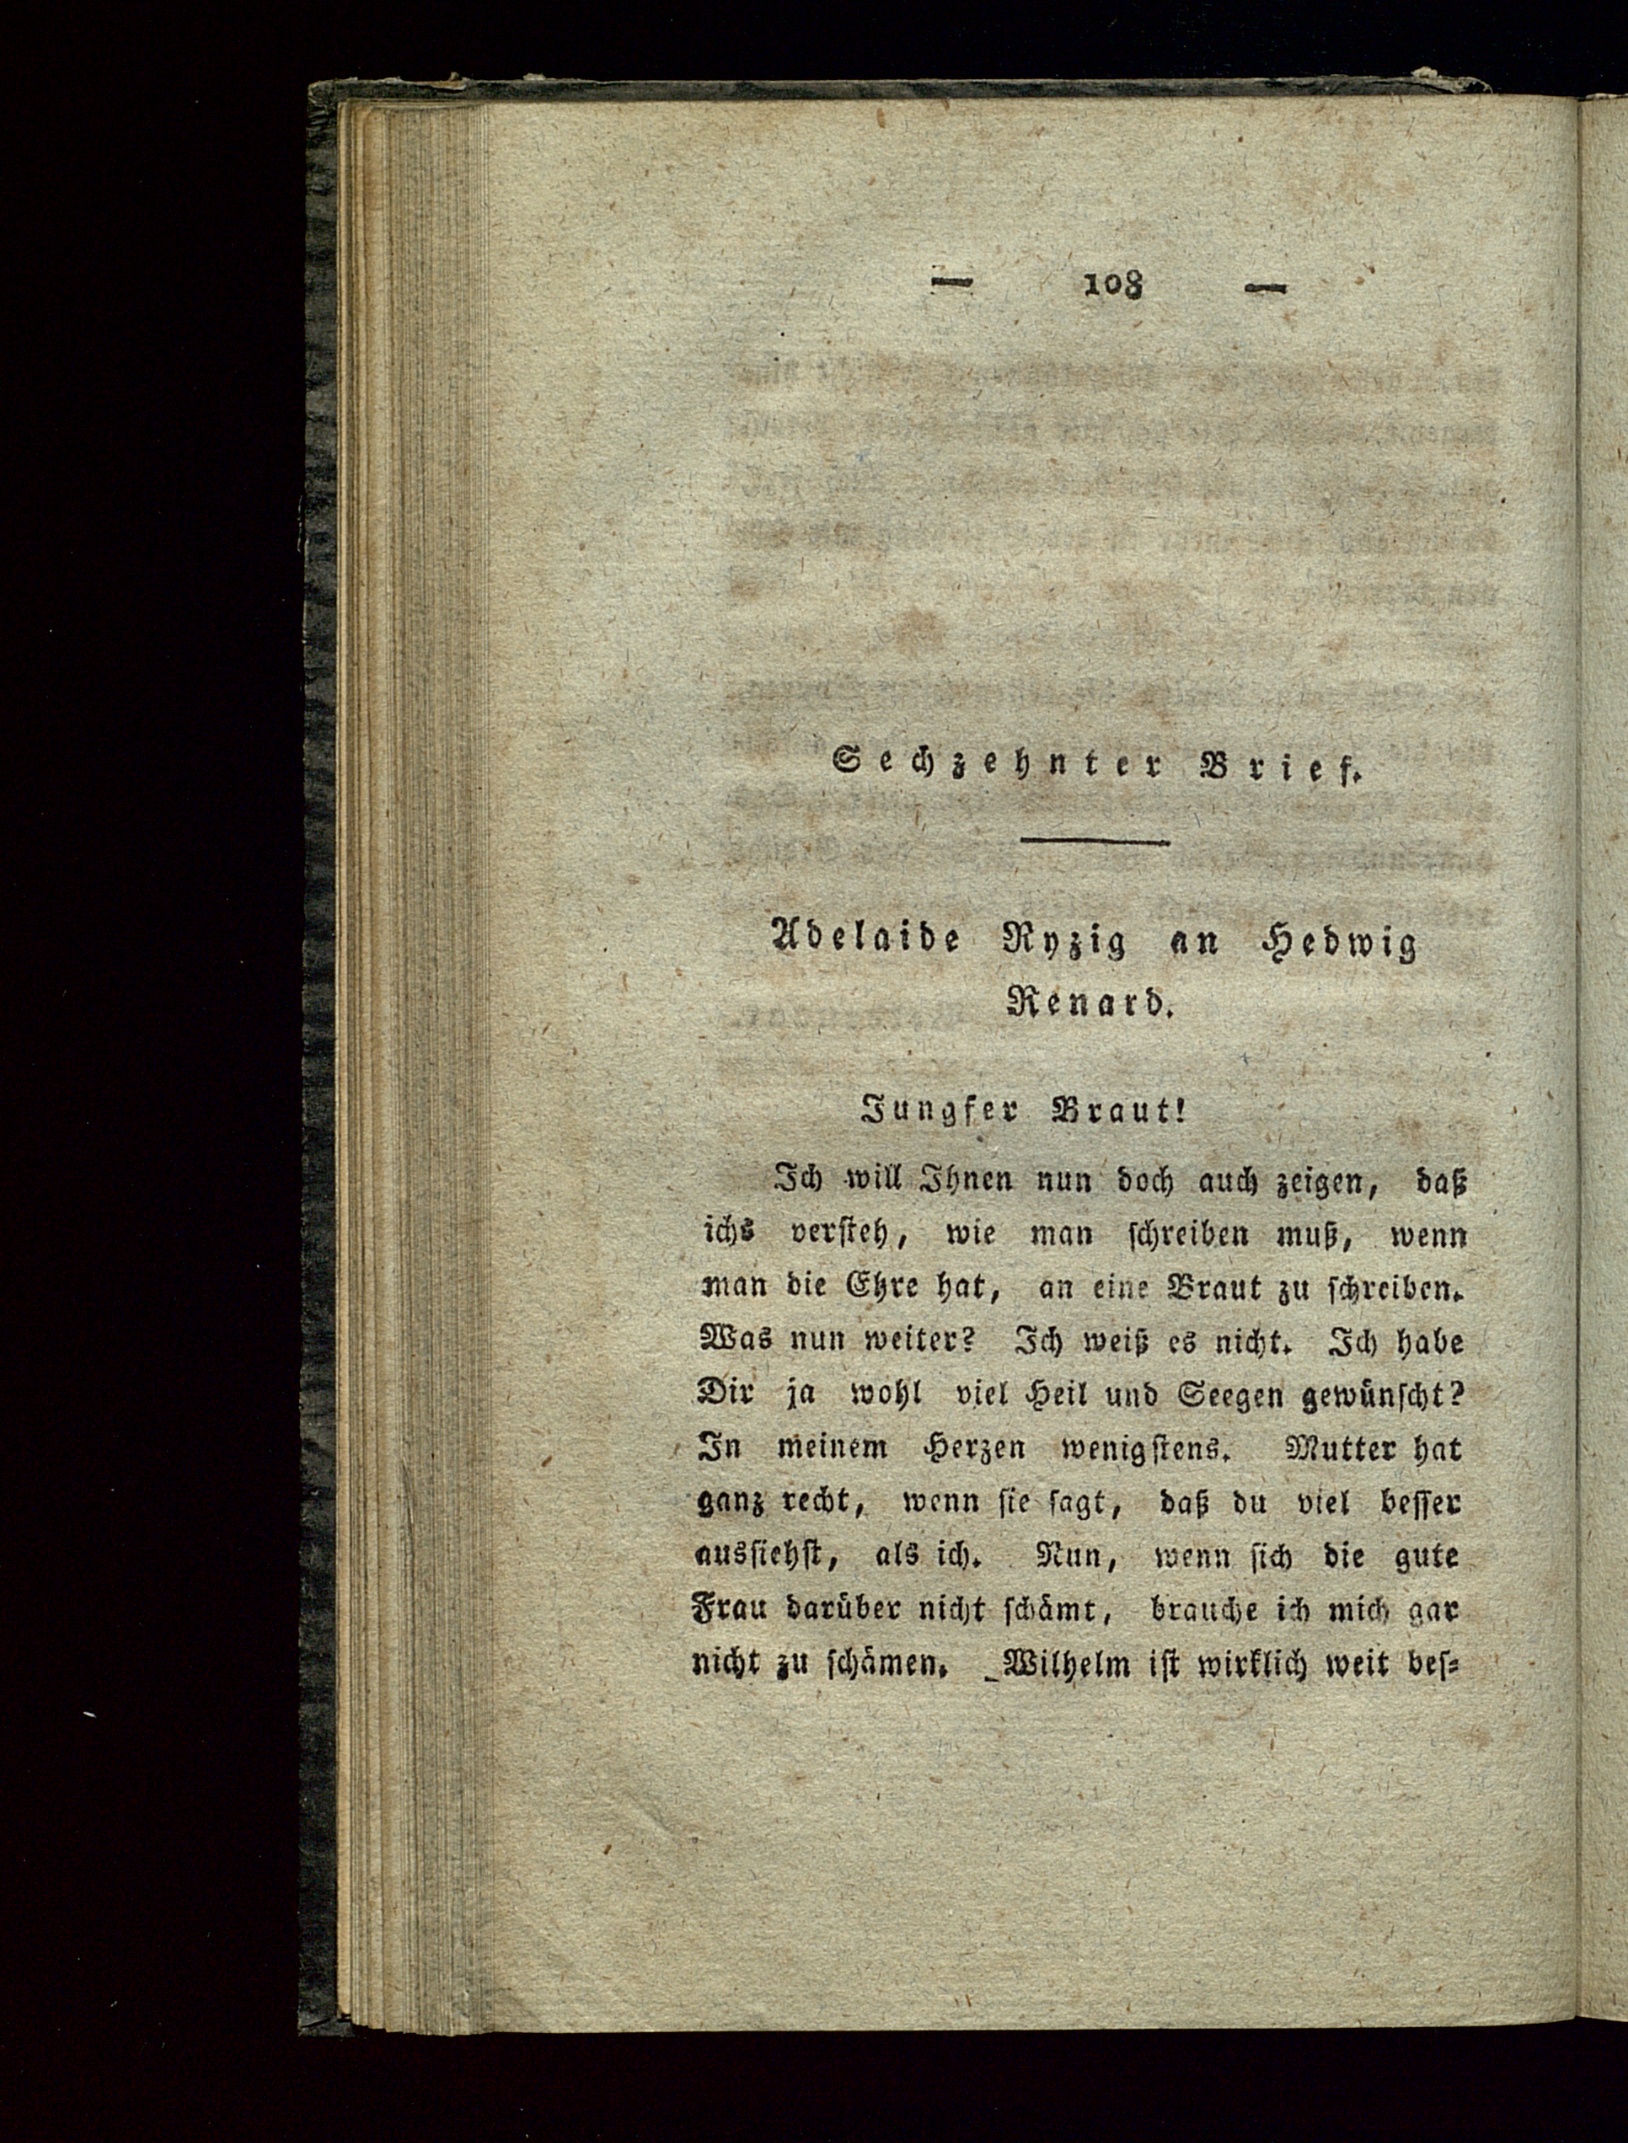 — 108 —
Sechzehnter Brief.
Adelaide Ryzig an Hedwig
Renard.
Jungfer Braut!
Ich will Ihnen nun doch auch zeigen, daß
ichs verſteh, wie man ſchreiben muß, wenn
man die Ehre hat, an eine Braut zu ſchreiben.
Was nun weiter? Ich weiß es nicht. Ich habe
Dir ja wohl viel Heil und Seegen gewünſcht?
In meinem Herzen wenigſtens. Mutter hat
ganz recht, wenn ſie ſagt, daß du viel beſſer
ausſiehſt, als ich. Nun, wenn ſich die gute
Frau darüber nicht ſchämt, brauche ich mich gar
nicht zu ſchämen. Wilhelm iſt wirklich weit beſ⸗